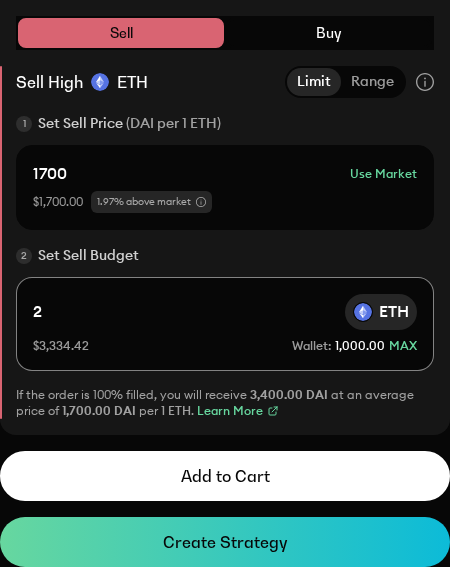 Sell Buy
Sell High ETH Limit Range
1 Set Sell Price (DAI per 1 ETH)
1700 Use Market
$1,700.00 1.97% above market
2 Set Sell Budget
2 ETH
$3,334.42 Wallet: 1,000.00 MAX
If the order is 100% filled, you will receive 3,400.00 DAI at an average
price of 1,700.00 DAI per 1 ETH. Learn More
Add to Cart
Create Strategy